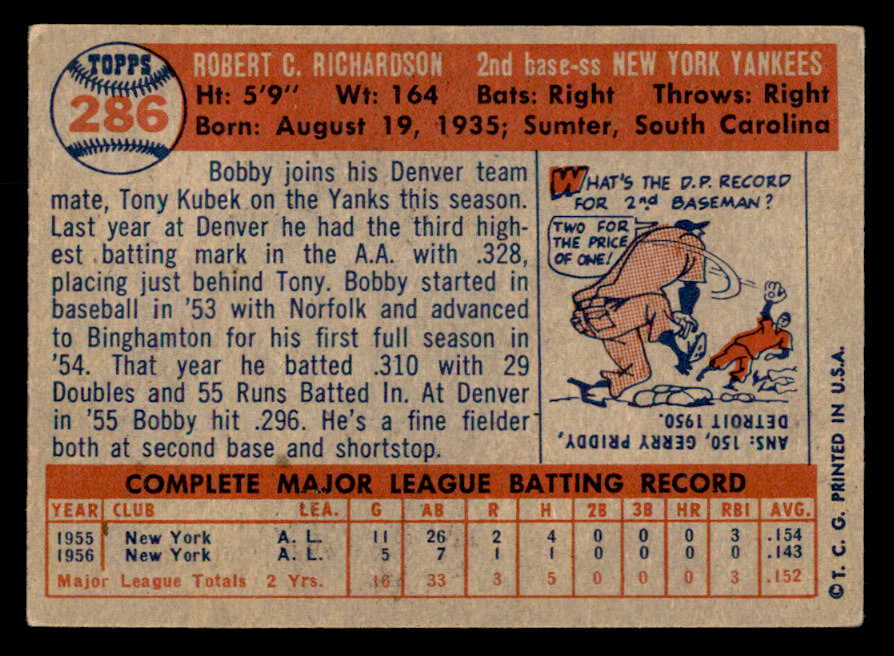 TOPPS
286
ROBERT C. RICHARDSON 2nd base-ss NEW YORK YANKEES
Ht: 5'9" Wt: 164 Bats: Right Throws: Right
Born: August 19, 1935; Sumter, South Carolina
Bobby joins his Denver team
mate, Tony Kubek on the Yanks this season.
Last year at Denver he had the third high-
est batting mark in the A.A. with .328,
placing just behind Tony. Bobby started in
baseball in '53 with Norfolk and advanced
to Binghamton for his first full season in
'54. That year he batted .310 with 29
Doubles and 55 Runs Batted In. At Denver
in '55 Bobby hit .296. He's a fine fielder
both at second base and shortstop.
WHAT'S THE D.P. RECORD
FOR 2nd BASEMAN?
TWO FOR
THE PRICE
OF ONE!
ANS: 150, GERRY PRIDDY,
DETROIT 1950.
COMPLETE MAJOR LEAGUE BATTING RECORD
YEAR CLUB LEA. G AB R H 2B 3B HR RBI AVG.
1955 New York A. L. 11 26 2 4 0 0 0 3 .154
1956 New York A. L. 5 7 1 1 0 0 0 0 .143
Major League Totals 2 Yrs. 16 33 3 5 0 0 0 3 .152
© T. C. G. PRINTED IN U.S.A.